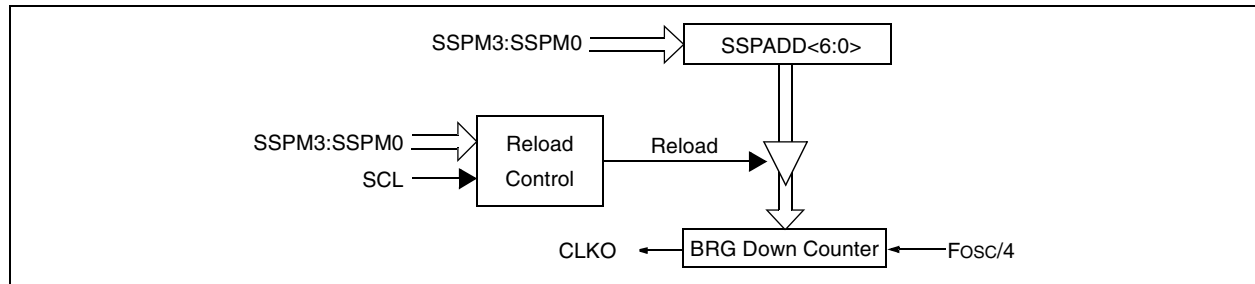 SSPM3:SSPM0
SSPADD<6:0>
SSPM3:SSPM0
SCL
Reload
Control
Reload
CLKO
BRG Down Counter
FOSC/4